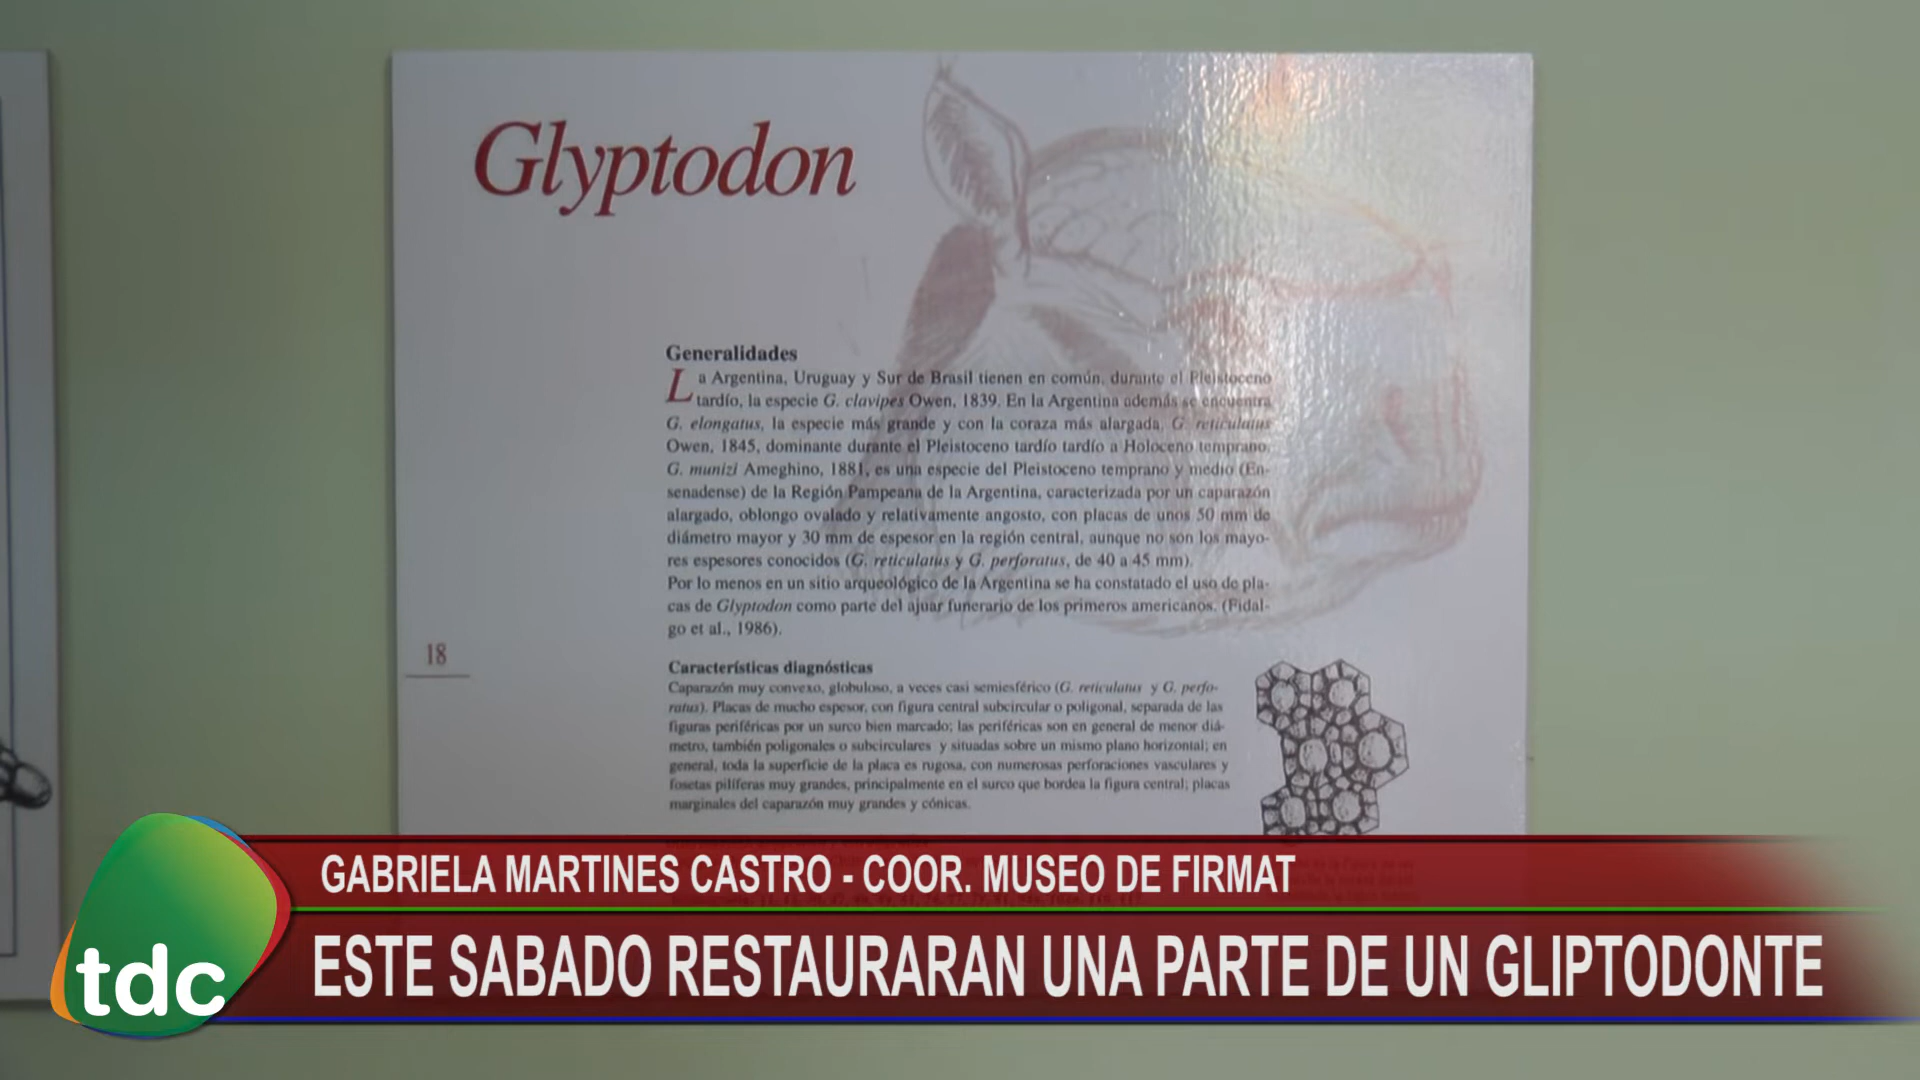 Glyptodon
Generalidades
La Argentina, Uruguay y Sur de Brasil tienen en común, durante el Pleistoceno
tardío, la especie G. clavipes Owen, 1839. En la Argentina además se encuentra
G. elongatus, la especie más grande y con la coraza más alargada. G. reticulatus
Owen, 1845, dominante durante el Pleistoceno tardío tardío a Holoceno temprano.
G. munizi Ameghino, 1881, es una especie del Pleistoceno temprano y medio (En-
senadense) de la Región Pampeana de la Argentina, caracterizada por un caparazón
alargado, oblongo ovalado y relativamente angosto, con placas de unos 50 mm de
diámetro mayor y 30 mm de espesor en la región central, aunque no son los mayo-
res espesores conocidos (G. reticulatus y G. perforatus, de 40 a 45 mm).
Por lo menos en un sitio arqueológico de la Argentina se ha constatado el uso de pla-
cas de Glyptodon como parte del ajuar funerario de los primeros americanos. (Fidal-
go et al., 1986).
18
Características diagnósticas
Caparazón muy convexo, globuloso, a veces casi semiesférico (G. reticulatus y G. perfo-
ratus). Placas de mucho espesor, con figura central subcircular o poligonal, separada de las
figuras periféricas por un surco bien marcado; las periféricas son en general de menor diá-
metro, también poligonales o subcirculares y situadas sobre un mismo plano horizontal; en
general, toda la superficie de la placa es rugosa, con numerosas perforaciones vasculares y
fosetas pilíferas muy grandes, principalmente en el surco que bordea la figura central; placas
marginales del caparazón muy grandes y cónicas.
GABRIELA MARTINES CASTRO - COOR. MUSEO DE FIRMAT
tdc
ESTE SABADO RESTAURARAN UNA PARTE DE UN GLIPTODONTE